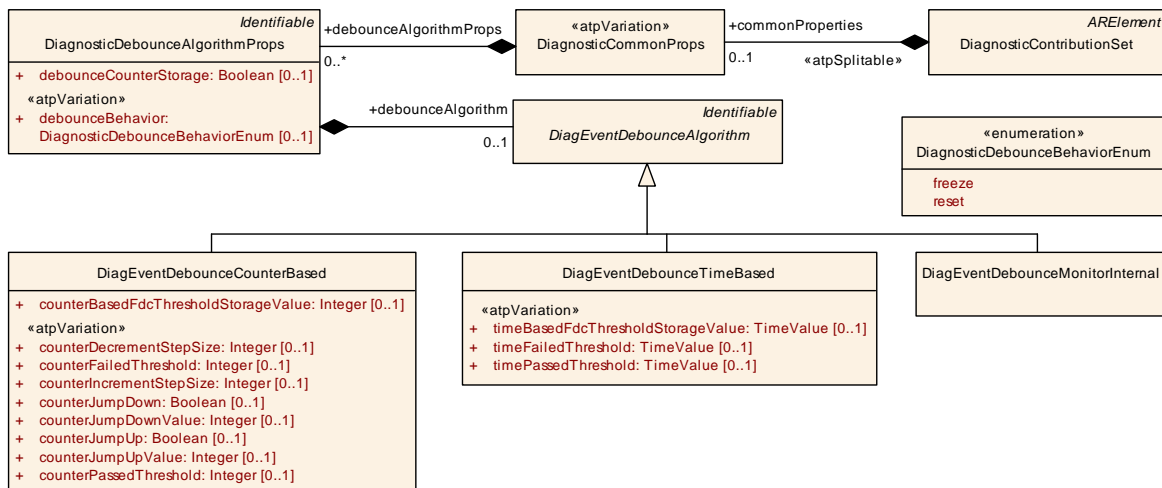 Identifiable
DiagnosticDebounceAlgorithmProps
+ debounceCounterStorage: Boolean [0..1]
«atpVariation»
+ debounceBehavior:
DiagnosticDebounceBehaviorEnum [0..1]
+debounceAlgorithmProps
0..*
«atpVariation»
DiagnosticCommonProps
+commonProperties
0..1
«atpSplitable»
ARElement
DiagnosticContributionSet
+debounceAlgorithm
0..1
Identifiable
DiagEventDebounceAlgorithm
«enumeration»
DiagnosticDebounceBehaviorEnum
freeze
reset
DiagEventDebounceCounterBased
+ counterBasedFdcThresholdStorageValue: Integer [0..1]
«atpVariation»
+ counterDecrementStepSize: Integer [0..1]
+ counterFailedThreshold: Integer [0..1]
+ counterIncrementStepSize: Integer [0..1]
+ counterJumpDown: Boolean [0..1]
+ counterJumpDownValue: Integer [0..1]
+ counterJumpUp: Boolean [0..1]
+ counterJumpUpValue: Integer [0..1]
+ counterPassedThreshold: Integer [0..1]
DiagEventDebounceTimeBased
«atpVariation»
+ timeBasedFdcThresholdStorageValue: TimeValue [0..1]
+ timeFailedThreshold: TimeValue [0..1]
+ timePassedThreshold: TimeValue [0..1]
DiagEventDebounceMonitorInternal